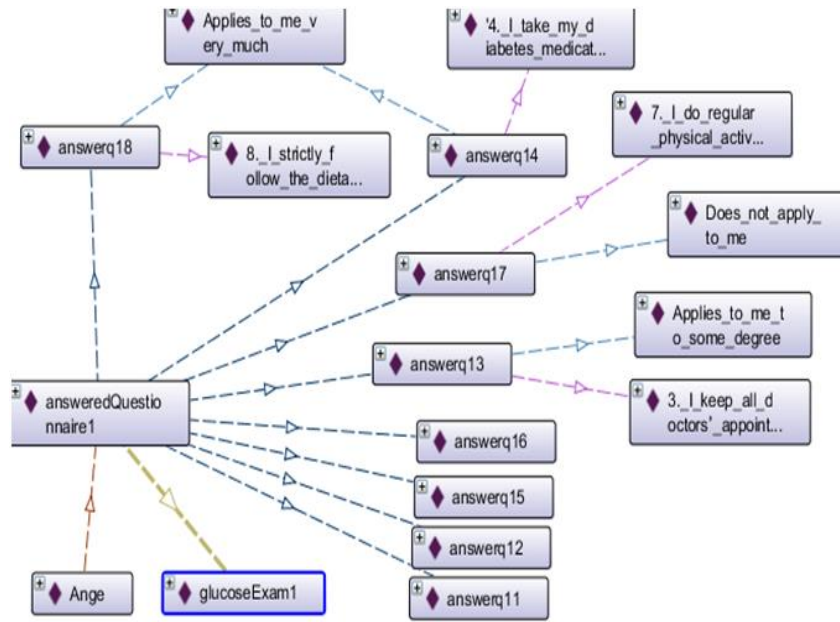 Applies_to_me_v
ery_much
'4._I_take_my_d
iabetes_medicat...
7._I_do_regular
_physical_activ...
answerq18
8._I_strictly_f
ollow_the_dieta...
answerq14
Does_not_apply_
to_me
answerq17
Applies_to_me_t
o_some_degree
answerq13
3._I_keep_all_d
octors'_appoint...
answeredQuestio
nnaire1
answerq16
answerq15
answerq12
answerq11
Ange
glucoseExam1